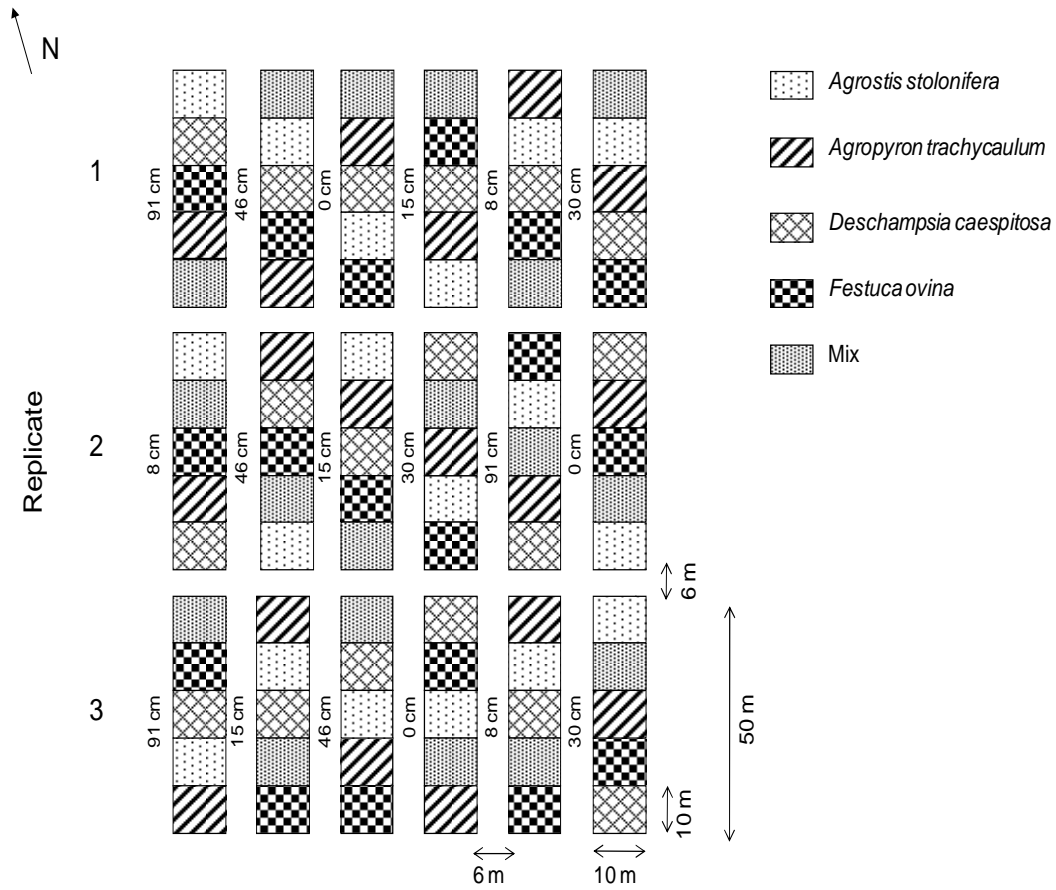 N
Agrostis stolonifera
Agropyron trachycaulum
Deschampsia caespitosa
Festuca ovina
Mix
Replicate
1
91 cm
46 cm
0 cm
15 cm
8 cm
30 cm
2
8 cm
46 cm
15 cm
30 cm
91 cm
0 cm
3
91 cm
15 cm
46 cm
0 cm
8 cm
30 cm
6 m
50 m
10 m
6 m
10 m